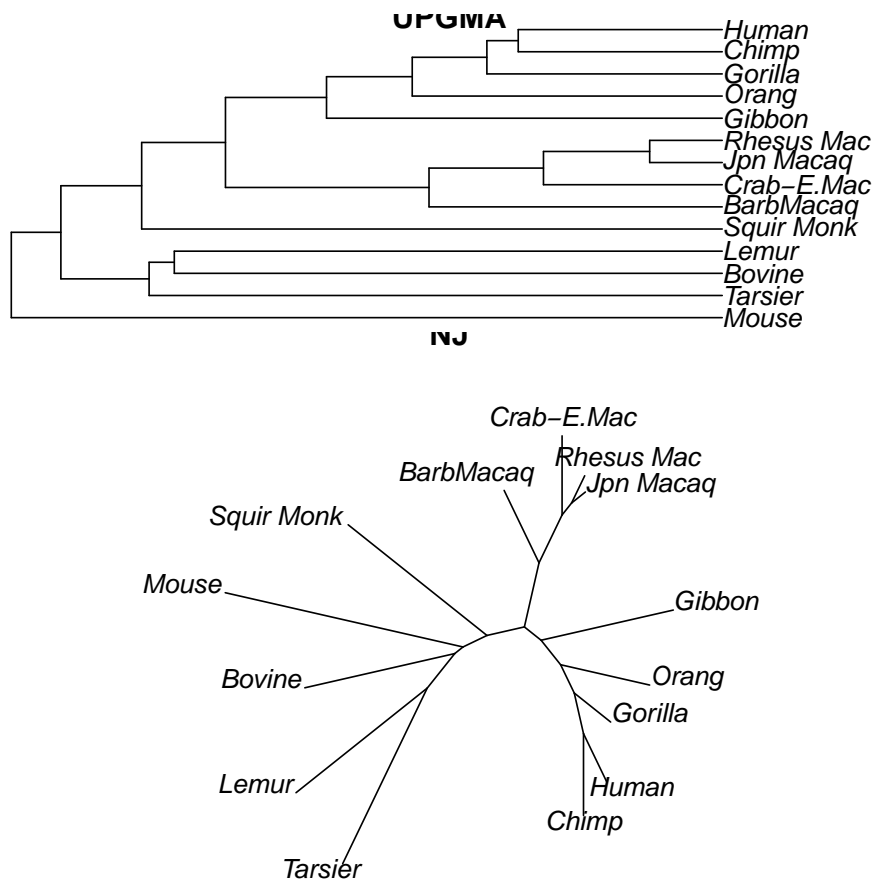 UPGMA
Human
Chimp
Gorilla
Orang
Gibbon
Rhesus Mac
Jpn Macaq
Crab–E.Mac
BarbMacaq
Squir Monk
Lemur
Bovine
Tarsier
Mouse
NJ
Crab–E.Mac
Rhesus Mac
BarbMacaq
Jpn Macaq
Squir Monk
Mouse
Gibbon
Bovine
Orang
Gorilla
Lemur
Human
Chimp
Tarsier